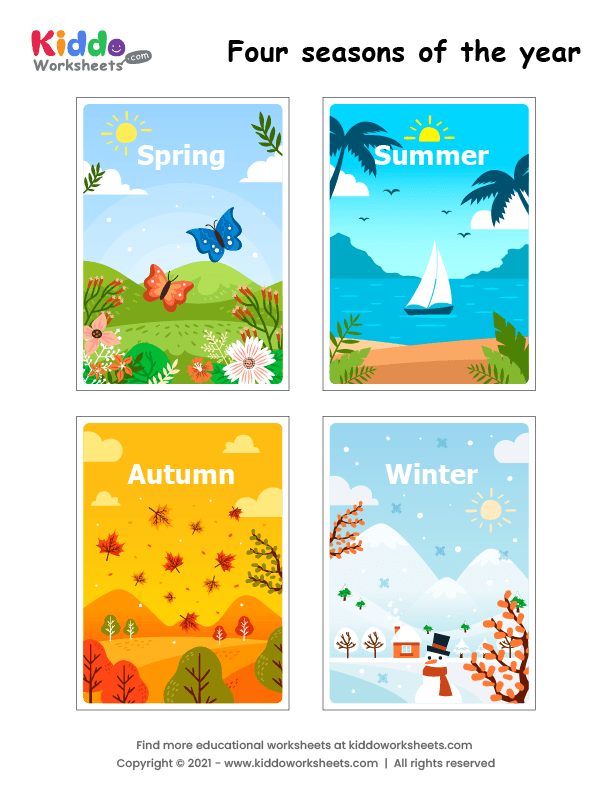 Kiddo
Worksheets.com
Four seasons of the year
Spring
Summer
Autumn
Winter
Find more educational worksheets at kiddoworksheets.com
Copyright © 2021 - www.kiddoworksheets.com | All rights reserved